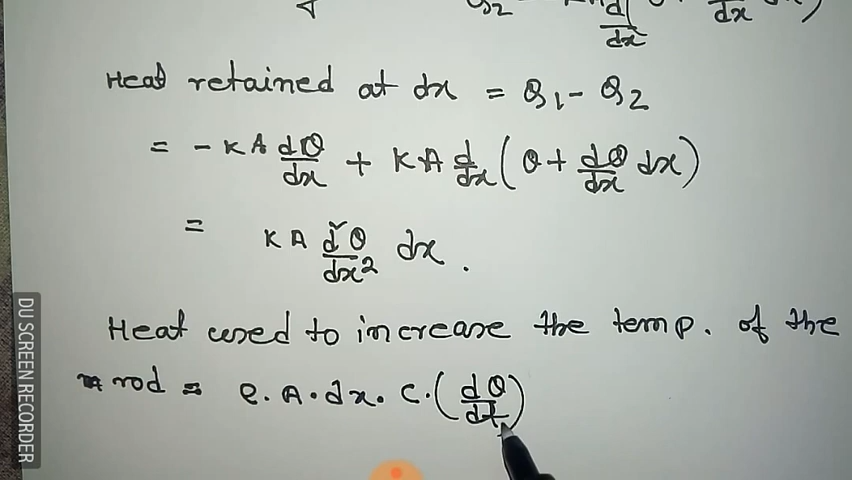 Heat retained at dx = Q₁ - Q₂
= - KA dθ/dx + KA d/dx (θ + dθ/dx dx)
= KA d²θ/dx² dx.
Heat used to increase the temp. of the
rod = ρ. A. dx. C. (dθ/dt)
DU SCREEN RECORDER